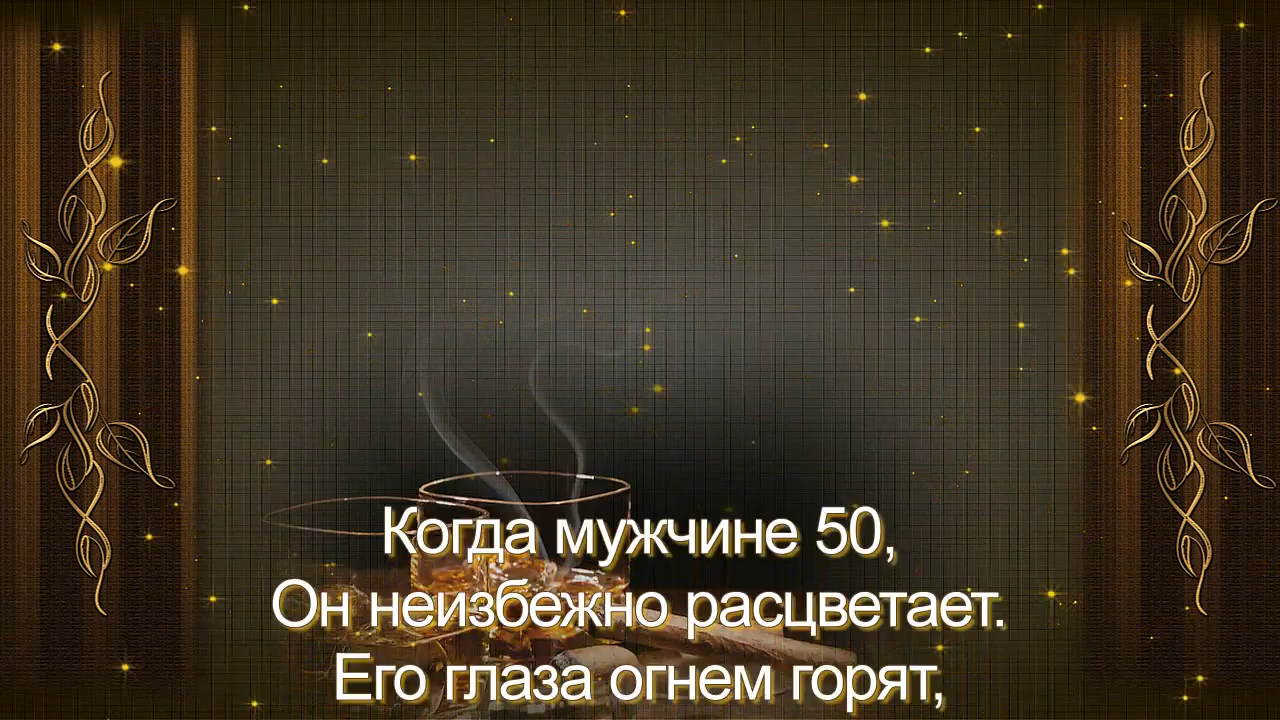 Когда мужчине 50,
Он неизбежно расцветает.
Его глаза огнем горят,